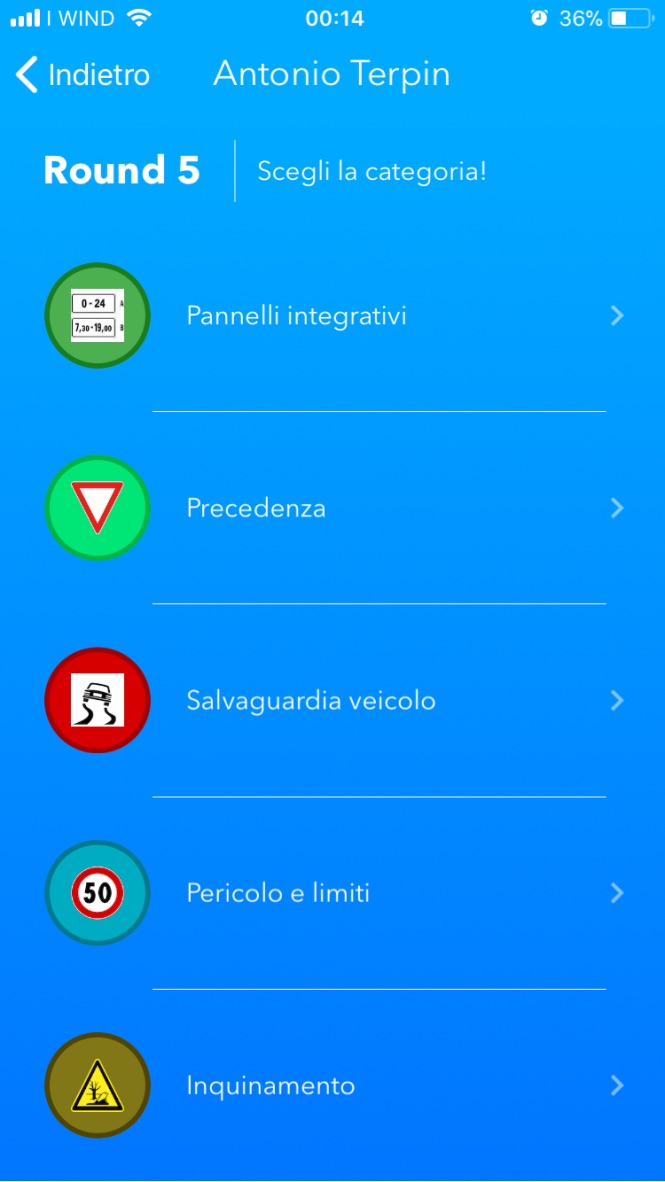 I WIND 00:14 36%
Indietro Antonio Terpin
Round 5 Scegli la categoria!
0-24 A
7,30-19,00 B
Pannelli integrativi
Precedenza
Salvaguardia veicolo
50
Pericolo e limiti
Inquinamento